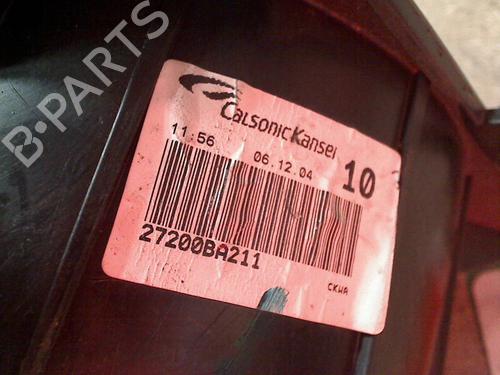 B-PARTS
CalsonicKansei
11:56
06.12.04
10
27200BA211
CKWA